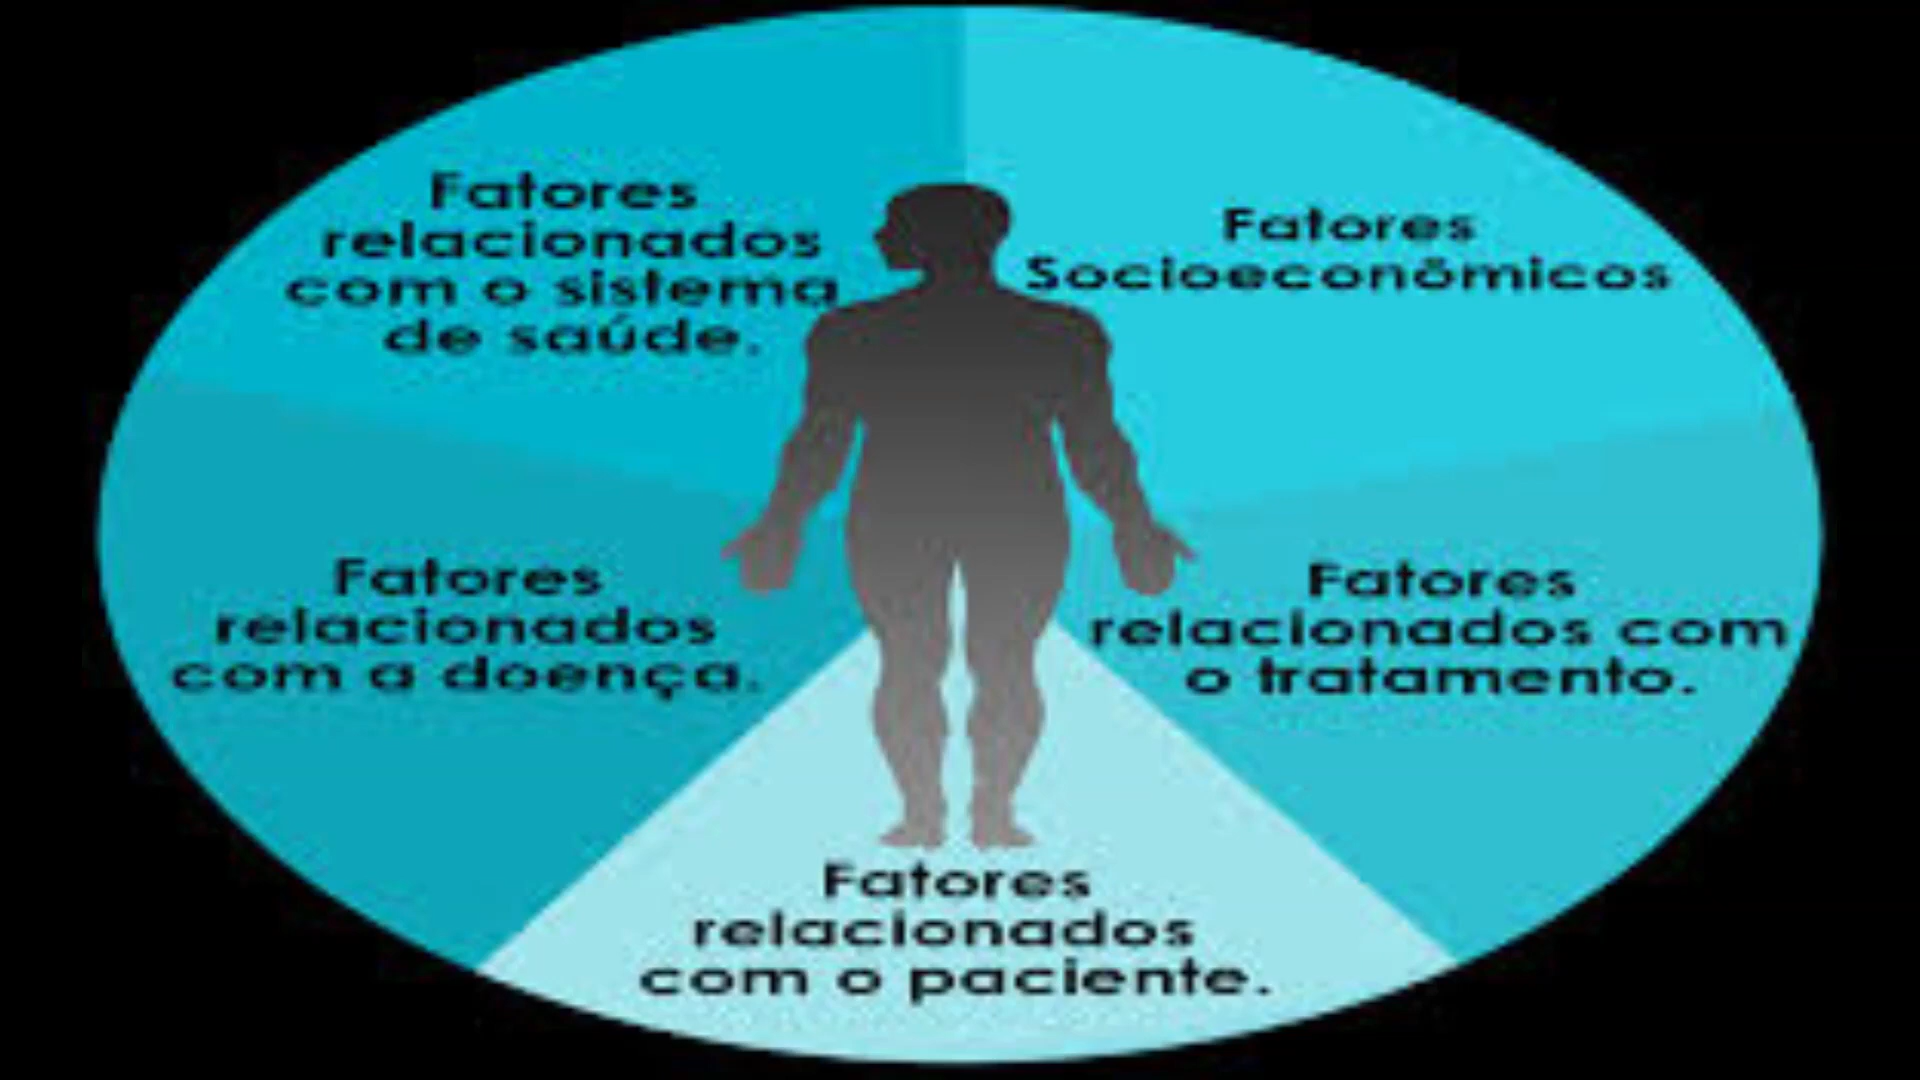 Fatores
relacionados
com o sistema
de saúde.
Fatores
Socioeconômicos
Fatores
relacionados
com a doença.
Fatores
relacionados com
o tratamento.
Fatores
relacionados
com o paciente.